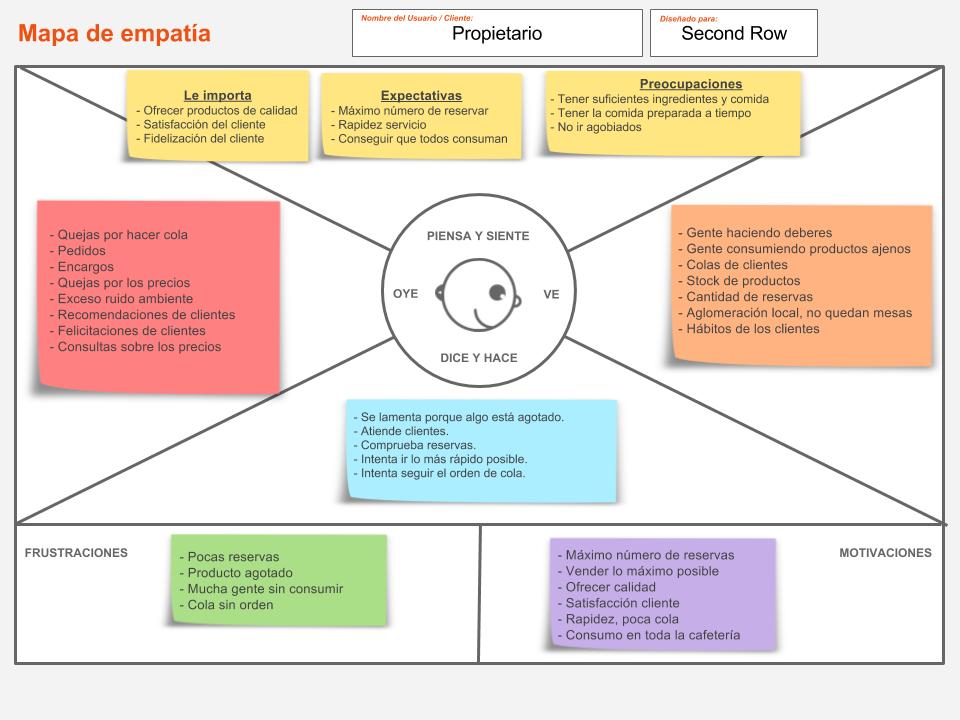 Mapa de empatía
Nombre del Usuario / Cliente:
Propietario
Diseñado para:
Second Row
Le importa
- Ofrecer productos de calidad
- Satisfacción del cliente
- Fidelización del cliente
Expectativas
- Máximo número de reservar
- Rapidez servicio
- Conseguir que todos consuman
Preocupaciones
- Tener suficientes ingredientes y comida
- Tener la comida preparada a tiempo
- No ir agobiados
- Quejas por hacer cola
- Pedidos
- Encargos
- Quejas por los precios
- Exceso ruido ambiente
- Recomendaciones de clientes
- Felicitaciones de clientes
- Consultas sobre los precios
PIENSA Y SIENTE
OYE
VE
DICE Y HACE
- Gente haciendo deberes
- Gente consumiendo productos ajenos
- Colas de clientes
- Stock de productos
- Cantidad de reservas
- Aglomeración local, no quedan mesas
- Hábitos de los clientes
- Se lamenta porque algo está agotado.
- Atiende clientes.
- Comprueba reservas.
- Intenta ir lo más rápido posible.
- Intenta seguir el orden de cola.
FRUSTRACIONES
- Pocas reservas
- Producto agotado
- Mucha gente sin consumir
- Cola sin orden
- Máximo número de reservas
- Vender lo máximo posible
- Ofrecer calidad
- Satisfacción cliente
- Rapidez, poca cola
- Consumo en toda la cafetería
MOTIVACIONES